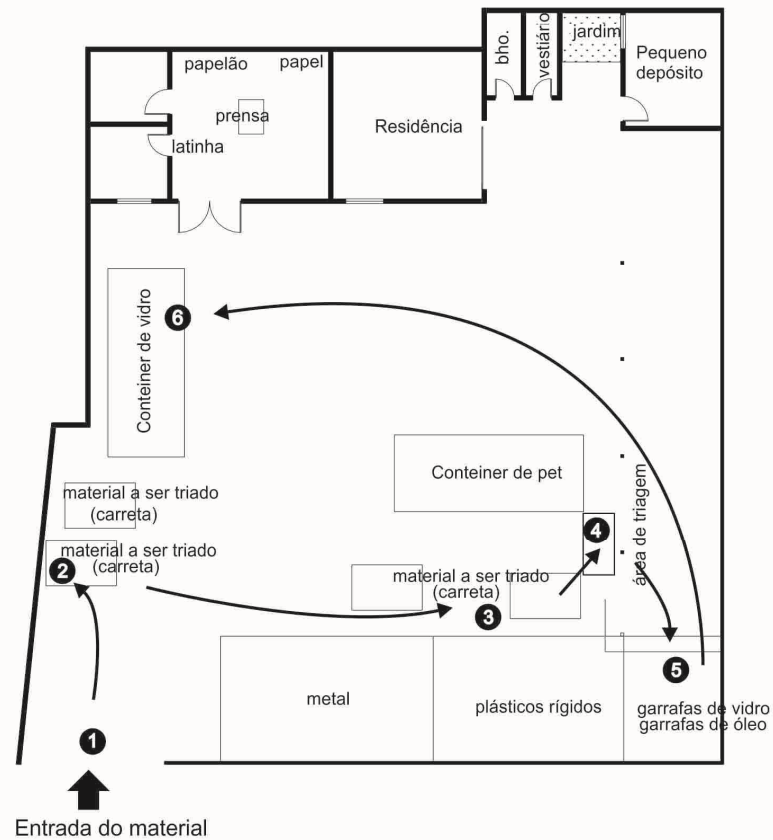 bho.
vestiário
jardim
Pequeno
depósito
papelão
papel
prensa
latinha
Residência
Conteiner de vidro
6
Conteiner de pet
área de triagem
4
material a ser triado
(carreta)
material a ser triado
(carreta)
2
material a ser triado
(carreta)
3
5
metal
plásticos rígidos
garrafas de vidro
garrafas de óleo
1
Entrada do material